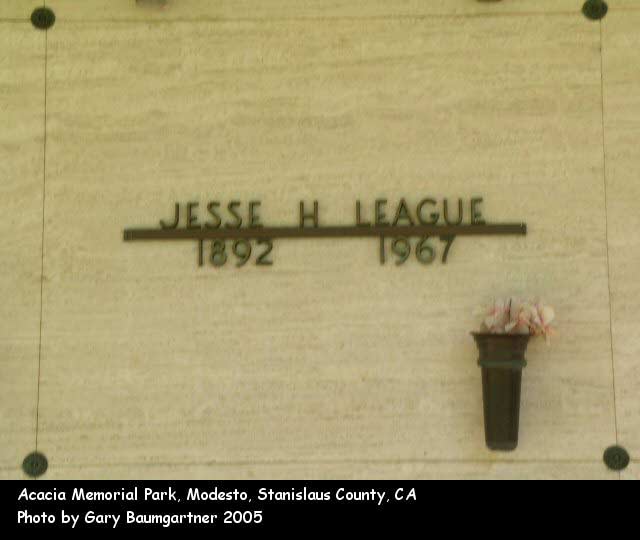 JESSE H LEAGUE
1892 1967
Acacia Memorial Park, Modesto, Stanislaus County, CA
Photo by Gary Baumgartner 2005